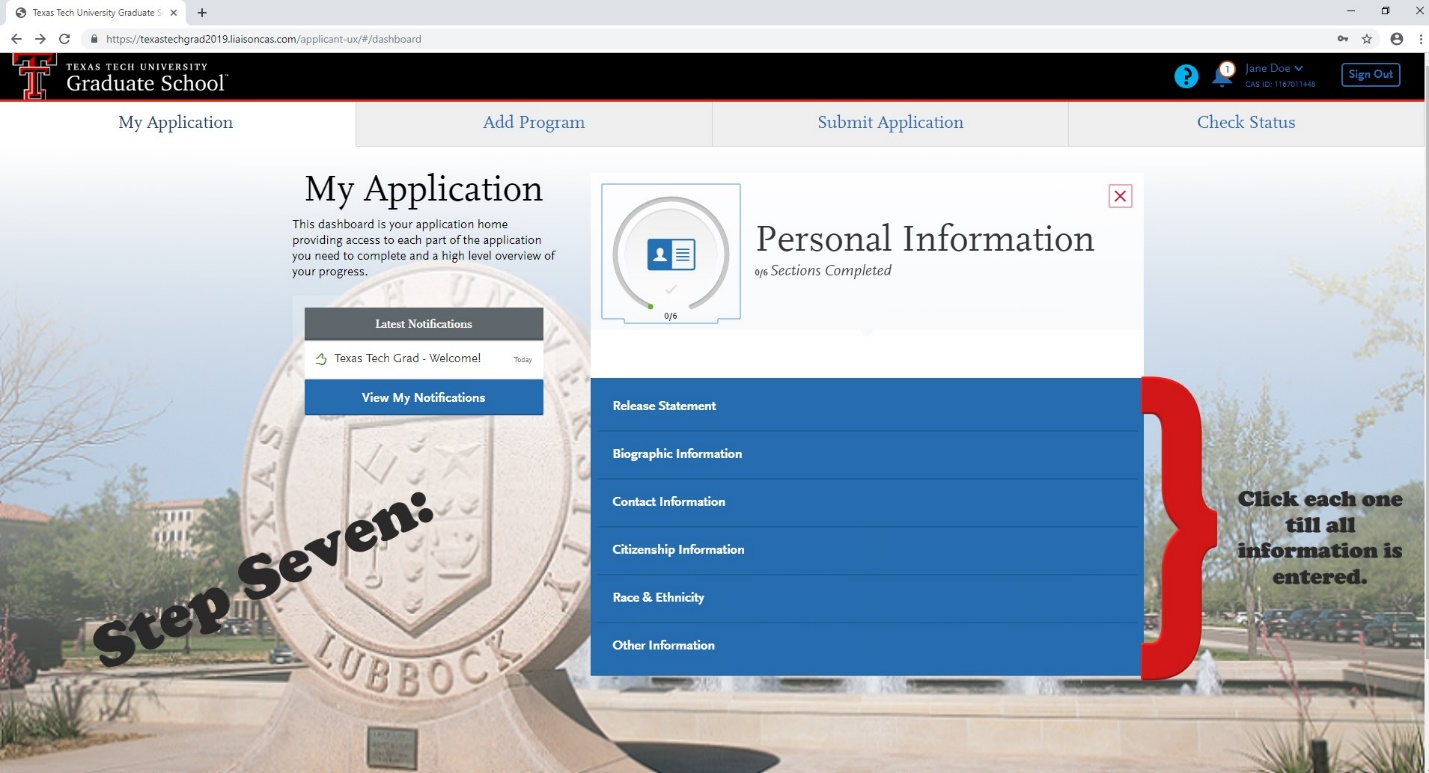 Texas Tech University Graduate S
https://texastechgrad2019.liaisoncas.com/applicant-ux/#/dashboard
TEXAS TECH UNIVERSITY
Graduate School™
?
1
Jane Doe
CAS ID: 1167011448
Sign Out
My Application
Add Program
Submit Application
Check Status
My Application
This dashboard is your application home
providing access to each part of the application
you need to complete and a high level overview of
your progress.
Latest Notifications
Texas Tech Grad - Welcome!
Today
View My Notifications
Personal Information
0/6 Sections Completed
0/6
Release Statement
Biographic Information
Contact Information
Citizenship Information
Race & Ethnicity
Other Information
Step Seven:
Click each one
till all
information is
entered.
LUBBOCK